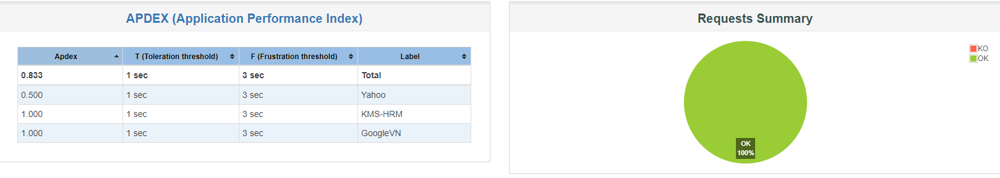 APDEX (Application Performance Index)
Apdex T (Toleration threshold) F (Frustration threshold) Label
0.833 1 sec 3 sec Total
0.500 1 sec 3 sec Yahoo
1.000 1 sec 3 sec KMS-HRM
1.000 1 sec 3 sec GoogleVN
Requests Summary
KO
OK
OK
100%